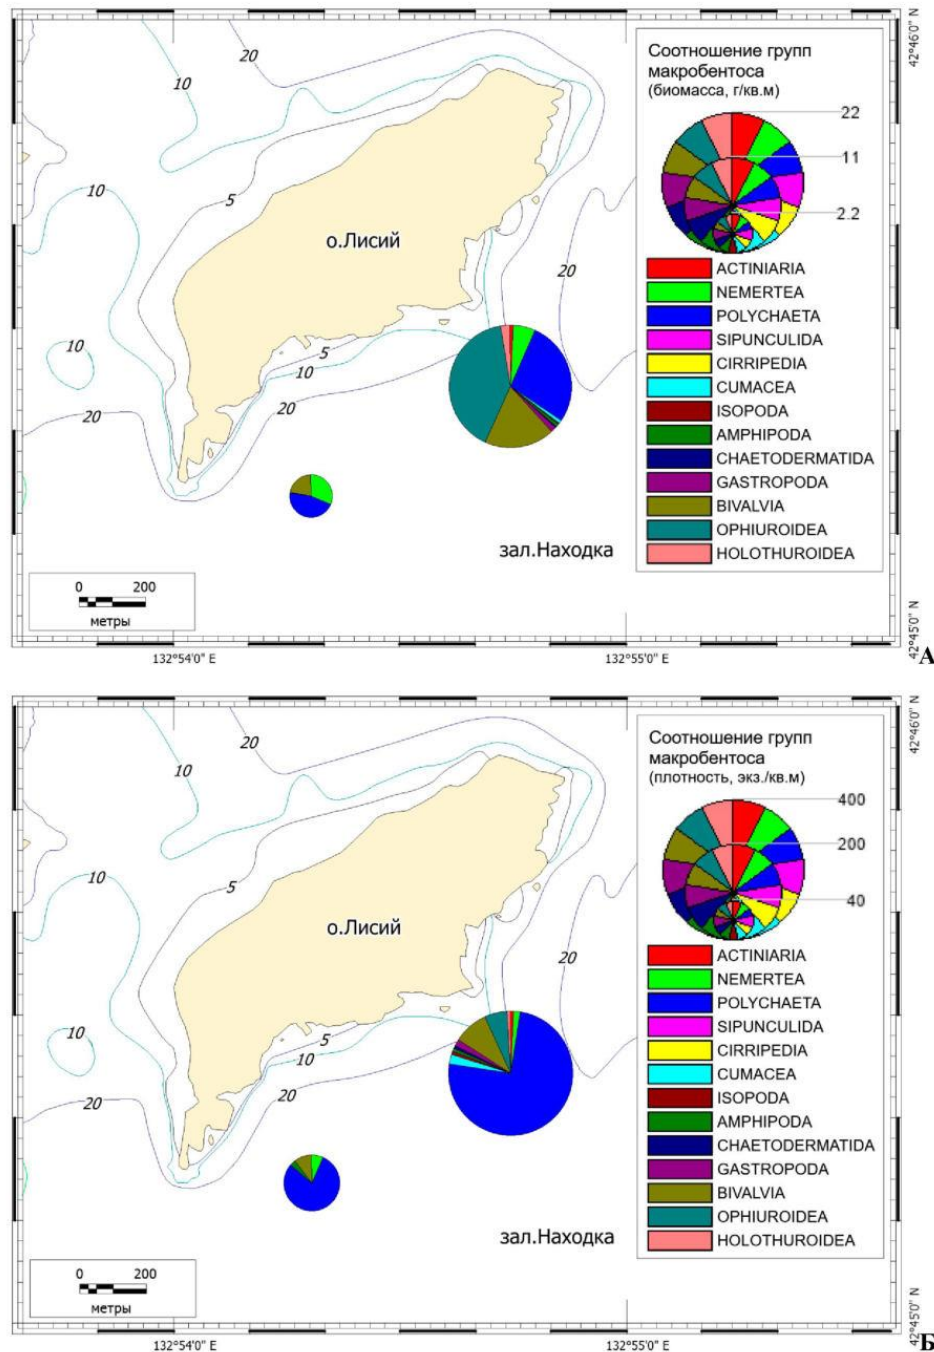 42°46'0" N
20
10
Соотношение групп
макробентоса
(биомасса, г/кв.м)
22
11
2.2
10
5
о.Лисий
20
ACTINIARIA
NEMERTEA
POLYCHAETA
SIPUNCULIDA
CIRRIPEDIA
CUMACEA
ISOPODA
AMPHIPODA
CHAETODERMATIDA
GASTROPODA
BIVALVIA
OPHIUROIDEA
HOLOTHUROIDEA
10
5
10
20
20
зал.Находка
0 200
метры
42°45'0" N
132°54'0" E
132°55'0" E
А
42°46'0" N
20
10
Соотношение групп
макробентоса
(плотность, экз./кв.м)
400
200
40
10
5
о.Лисий
20
ACTINIARIA
NEMERTEA
POLYCHAETA
SIPUNCULIDA
CIRRIPEDIA
CUMACEA
ISOPODA
AMPHIPODA
CHAETODERMATIDA
GASTROPODA
BIVALVIA
OPHIUROIDEA
HOLOTHUROIDEA
5
10
20
20
зал.Находка
0 200
метры
42°45'0" N
132°54'0" E
132°55'0" E
Б